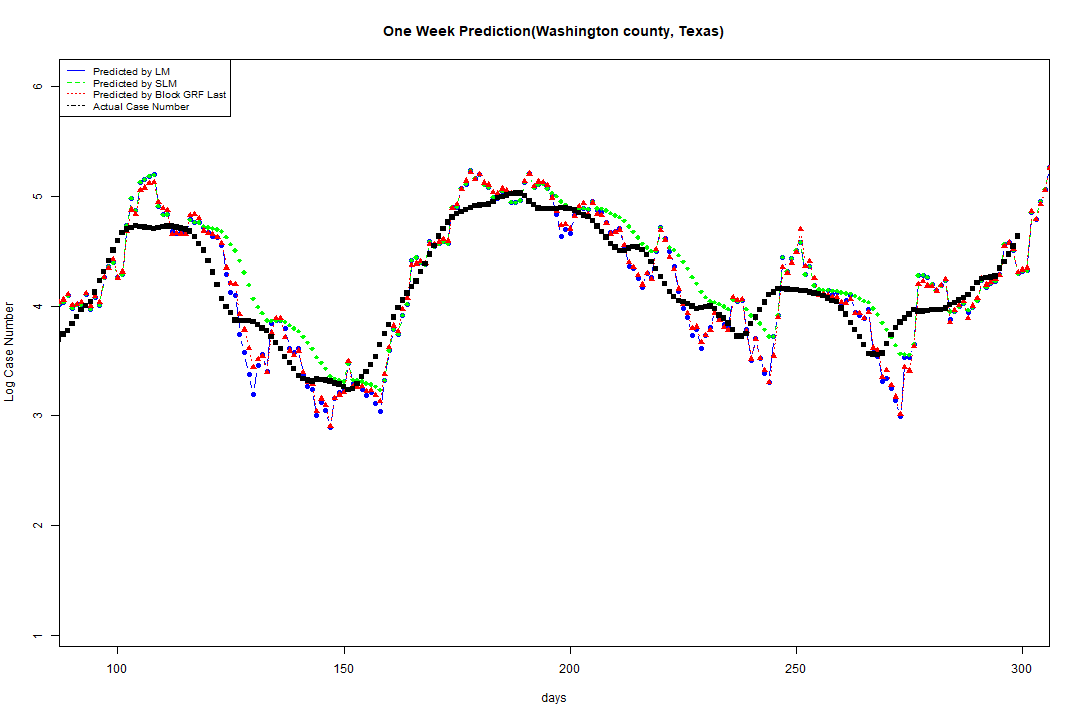 One Week Prediction(Washington county, Texas)
Predicted by LM
Predicted by SLM
Predicted by Block GRF Last
Actual Case Number
6
5
4
3
2
1
Log Case Number
100 150 200 250 300
days